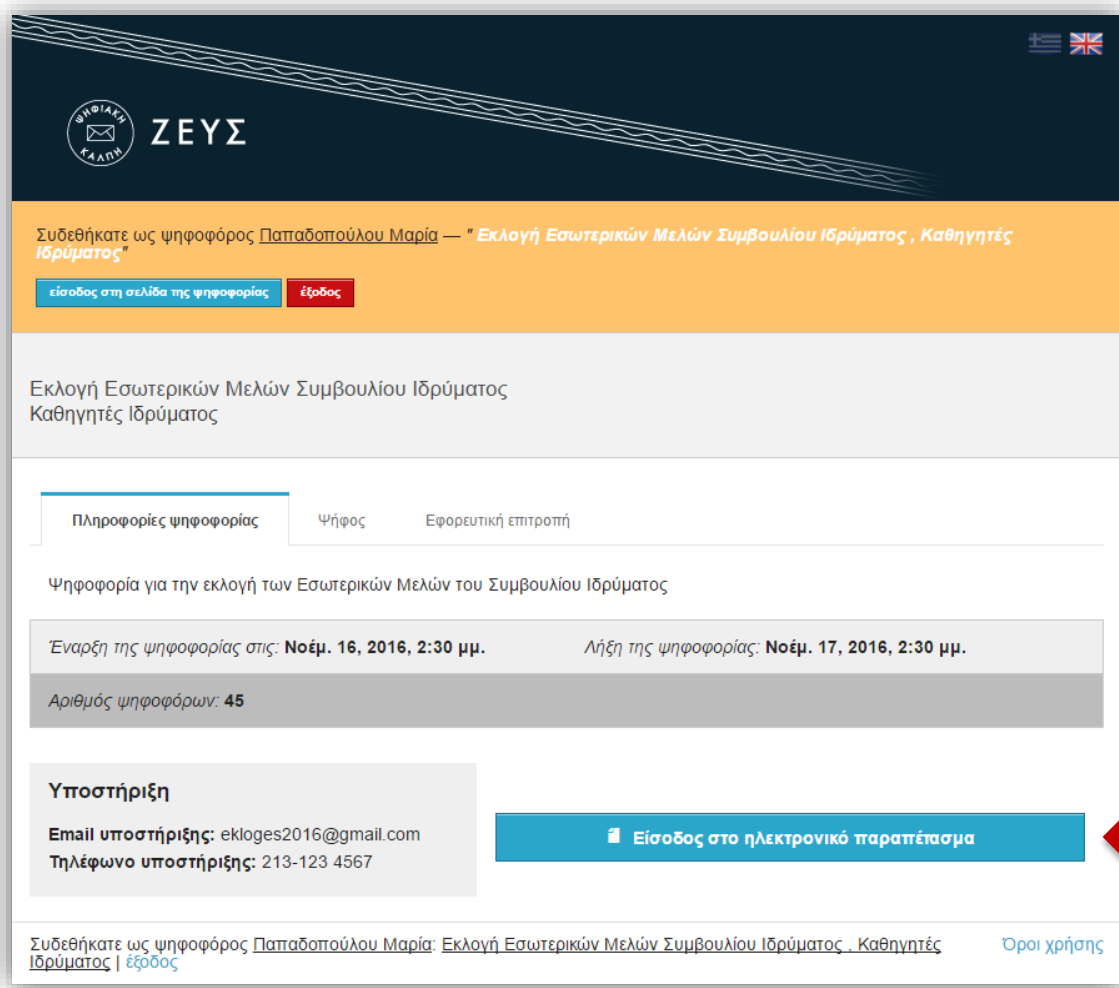 ΨΗΦΙΑΚΗ
ΚΑΛΠΗ
ΖΕΥΣ
Συδεθήκατε ως ψηφοφόρος Παπαδοπούλου Μαρία — " Εκλογή Εσωτερικών Μελών Συμβουλίου Ιδρύματος , Καθηγητές
Ιδρύματος"
είσοδος στη σελίδα της ψηφοφορίας έξοδος
Εκλογή Εσωτερικών Μελών Συμβουλίου Ιδρύματος
Καθηγητές Ιδρύματος
Πληροφορίες ψηφοφορίας Ψήφος Εφορευτική επιτροπή
Ψηφοφορία για την εκλογή των Εσωτερικών Μελών του Συμβουλίου Ιδρύματος
Έναρξη της ψηφοφορίας στις: Νοέμ. 16, 2016, 2:30 μμ. Λήξη της ψηφοφορίας: Νοέμ. 17, 2016, 2:30 μμ.
Αριθμός ψηφοφόρων: 45
Υποστήριξη
Email υποστήριξης: ekloges2016@gmail.com
Τηλέφωνο υποστήριξης: 213-123 4567
Είσοδος στο ηλεκτρονικό παραπέτασμα
Συδεθήκατε ως ψηφοφόρος Παπαδοπούλου Μαρία: Εκλογή Εσωτερικών Μελών Συμβουλίου Ιδρύματος , Καθηγητές Όροι χρήσης
Ιδρύματος | έξοδος